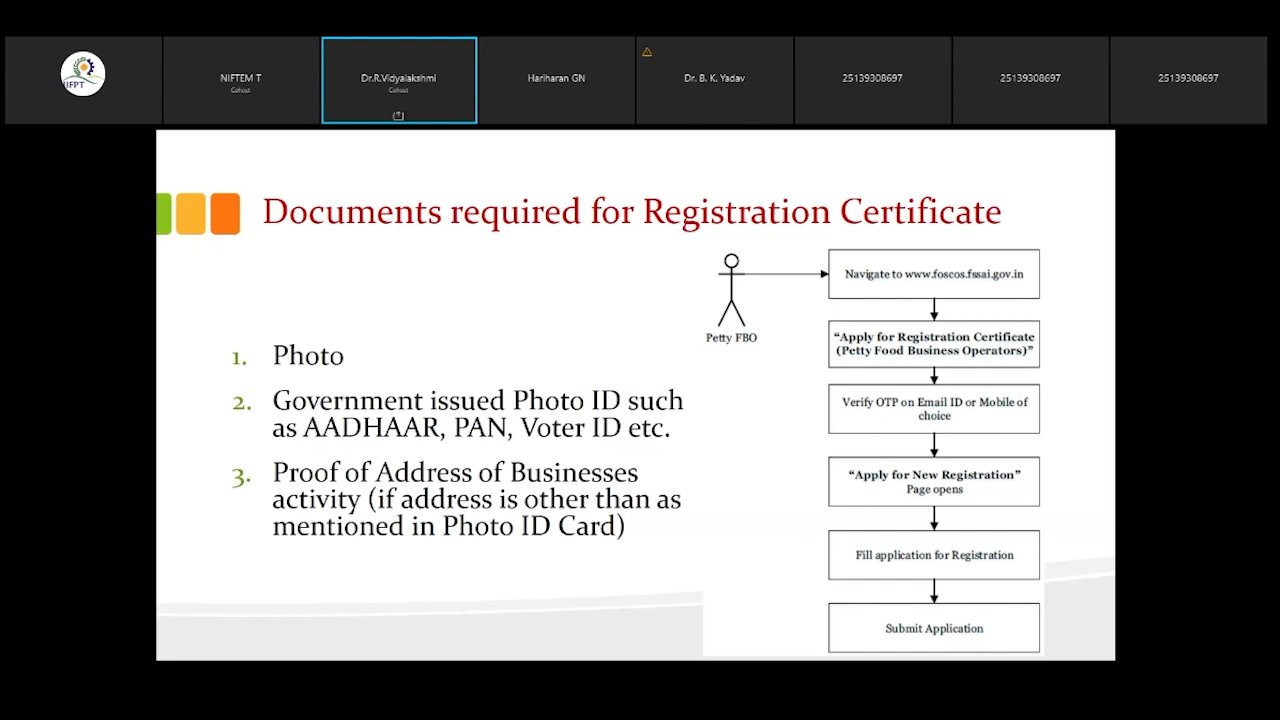 IIFPT
NIFTEM T
Cohost
Dr.R.Vidyalakshmi
Cohost
Hariharan GN
Dr. B. K. Yadav
25139308697
25139308697
25139308697
Documents required for Registration Certificate
1. Photo
2. Government issued Photo ID such
as AADHAAR, PAN, Voter ID etc.
3. Proof of Address of Businesses
activity (if address is other than as
mentioned in Photo ID Card)
Petty FBO
Navigate to www.foscos.fssai.gov.in
“Apply for Registration Certificate
(Petty Food Business Operators)”
Verify OTP on Email ID or Mobile of
choice
“Apply for New Registration”
Page opens
Fill application for Registration
Submit Application